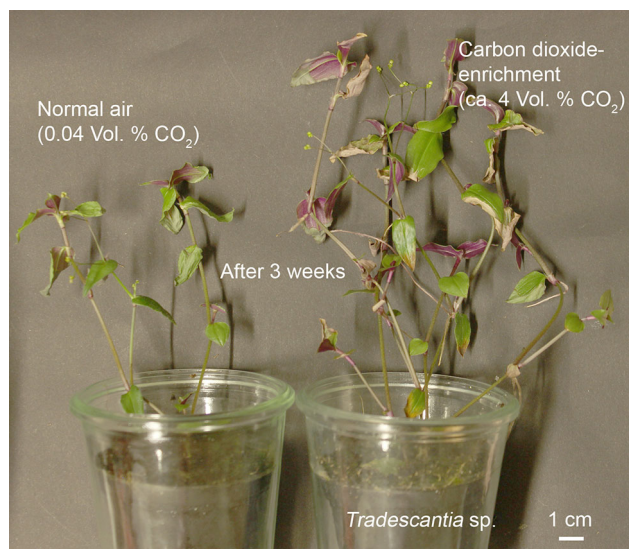 Normal air
(0.04 Vol. % CO₂)
Carbon dioxide-
enrichment
(ca. 4 Vol. % CO₂)
After 3 weeks
Tradescantia sp.
1 cm